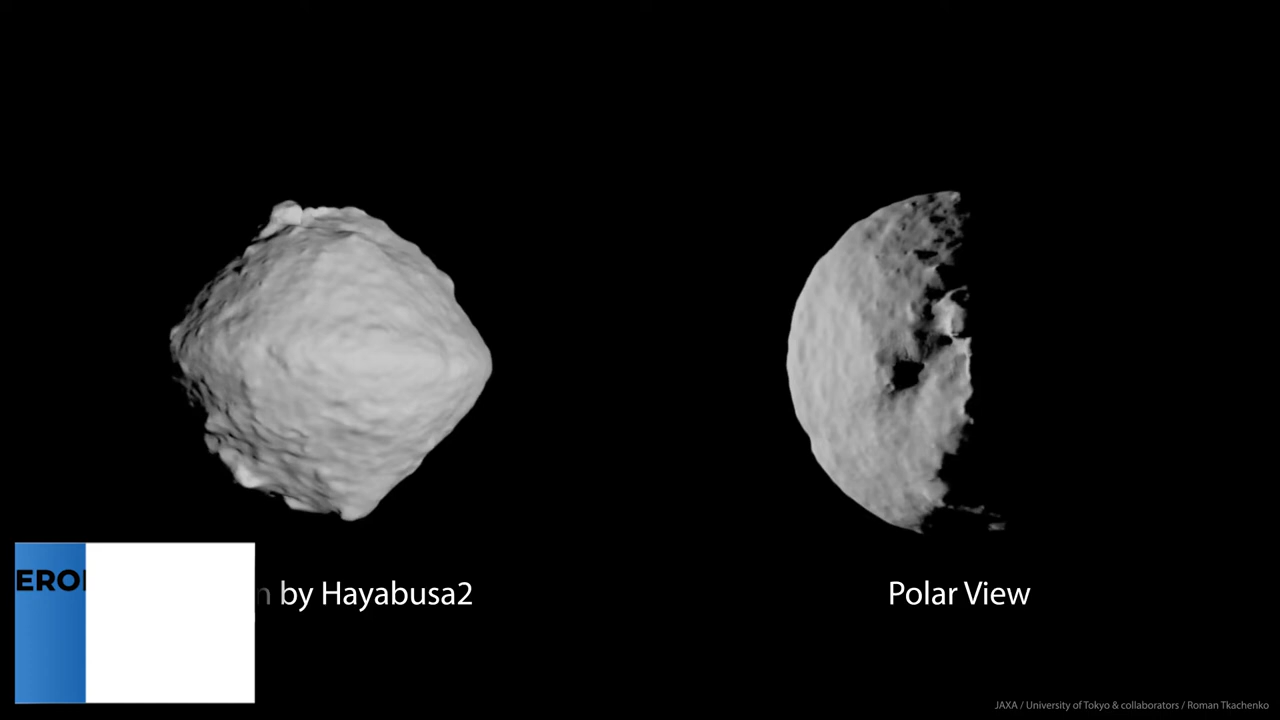 ERO
by Hayabusa2
Polar View
JAXA / University of Tokyo & collaborators / Roman Tkachenko